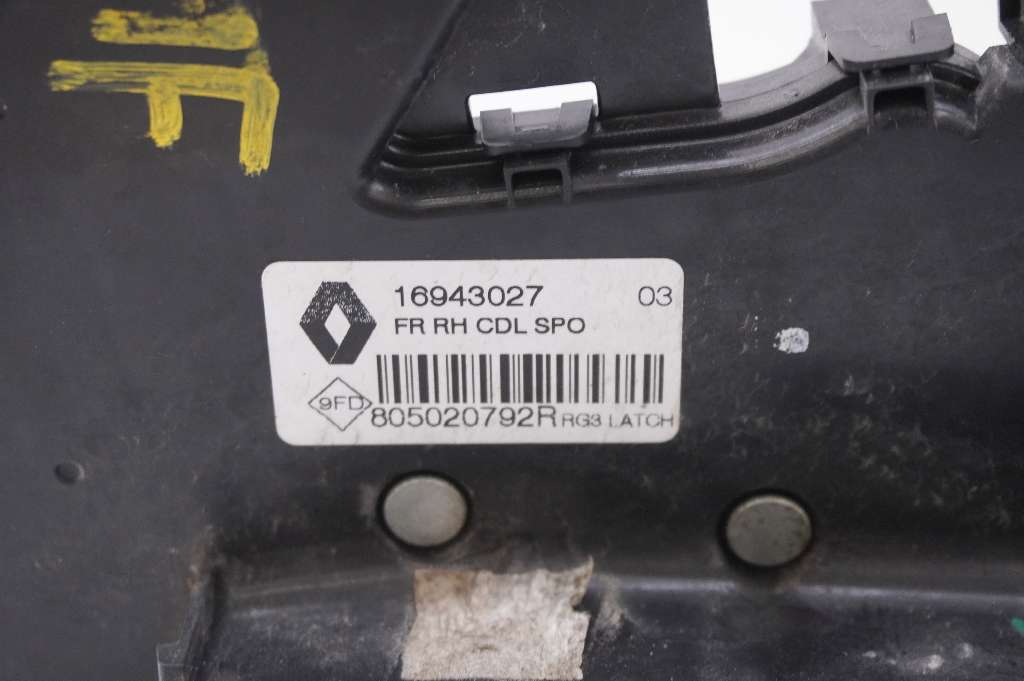 16943027 03
FR RH CDL SPO
9FD
805020792R RG3 LATCH